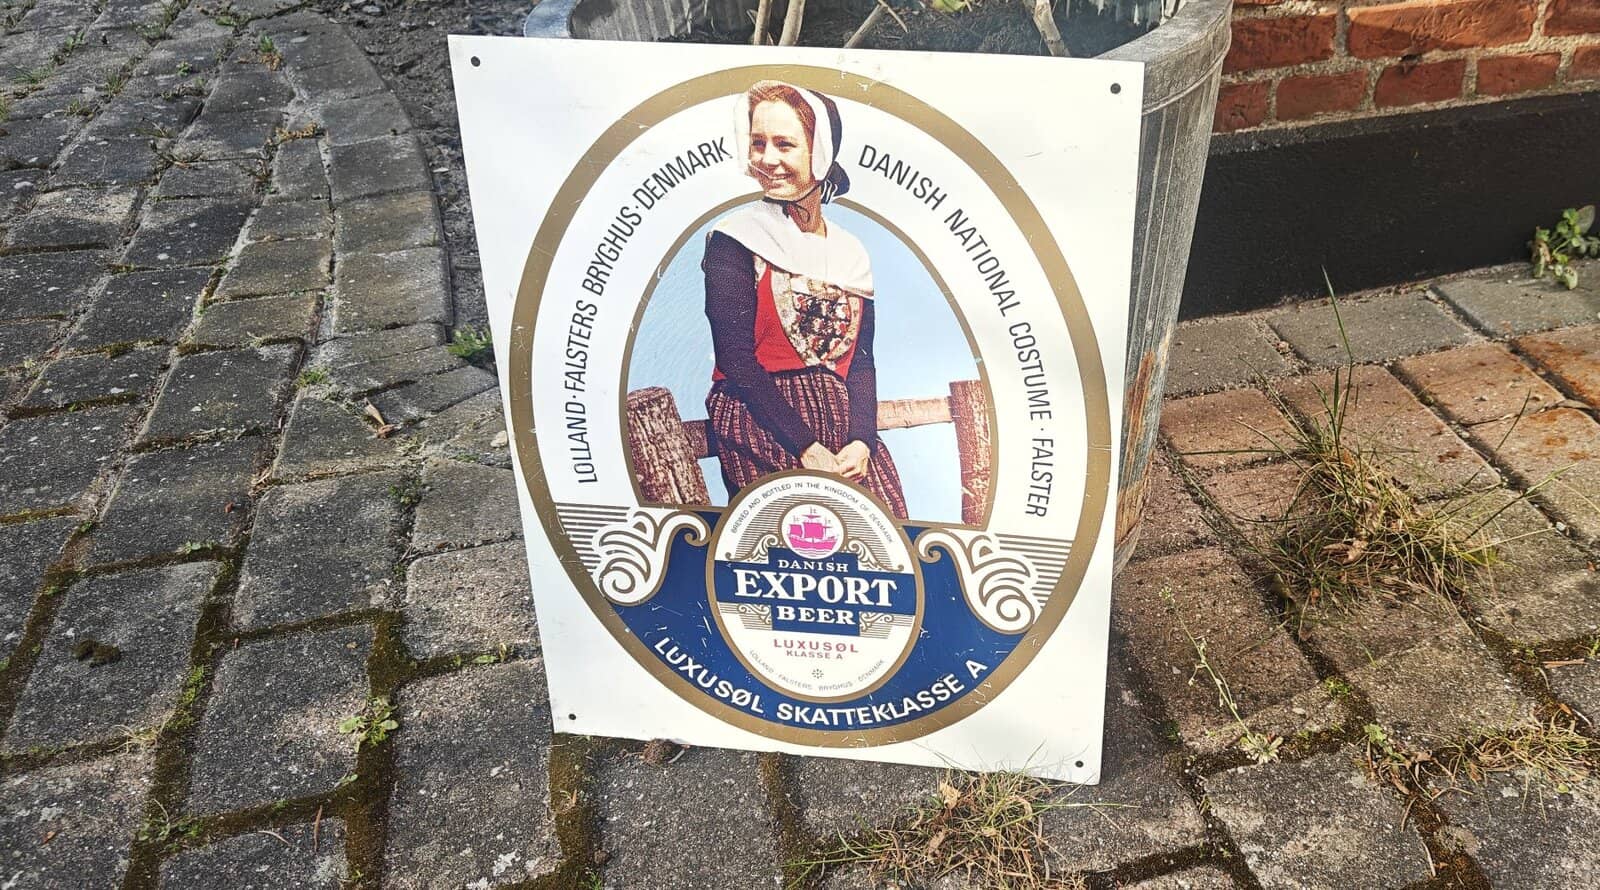 LOLLAND·FALSTERS BRYGHUS·DENMARK
DANISH NATIONAL COSTUME · FALSTER
BREWED AND BOTTLED IN THE KINGDOM OF DENMARK
DANISH
EXPORT
BEER
LUXUSØL
KLASSE A
LOLLAND · FALSTERS BRYGHUS · DENMARK
LUXUSØL SKATTEKLASSE A